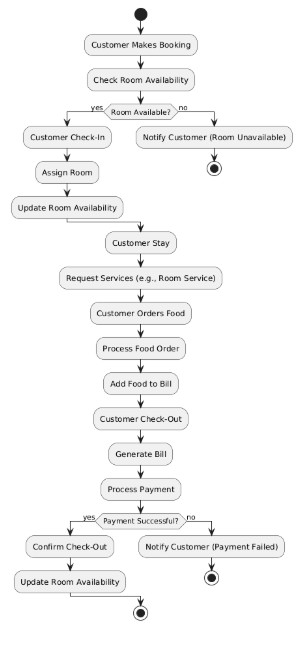 Customer Makes Booking
Check Room Availability
yes
Room Available?
no
Customer Check-In
Notify Customer (Room Unavailable)
Assign Room
Update Room Availability
Customer Stay
Request Services (e.g., Room Service)
Customer Orders Food
Process Food Order
Add Food to Bill
Customer Check-Out
Generate Bill
Process Payment
yes
Payment Successful?
no
Confirm Check-Out
Notify Customer (Payment Failed)
Update Room Availability